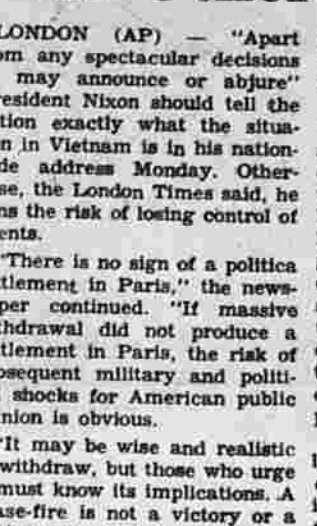 LONDON (AP) — "Apart
om any spectacular decisions
may announce or abjure"
resident Nixon should tell the
tion exactly what the situa-
n in Vietnam is in his nation-
de address Monday. Other-
se, the London Times said, he
ns the risk of losing control of
ents.
"There is no sign of a politica
ttlement in Paris," the news-
per continued. "If massive
thdrawal did not produce a
ttlement in Paris, the risk of
bsequent military and politi-
shocks for American public
inion is obvious.
"It may be wise and realistic
withdraw, but those who urge
must know its implications. A
ase-fire is not a victory or a